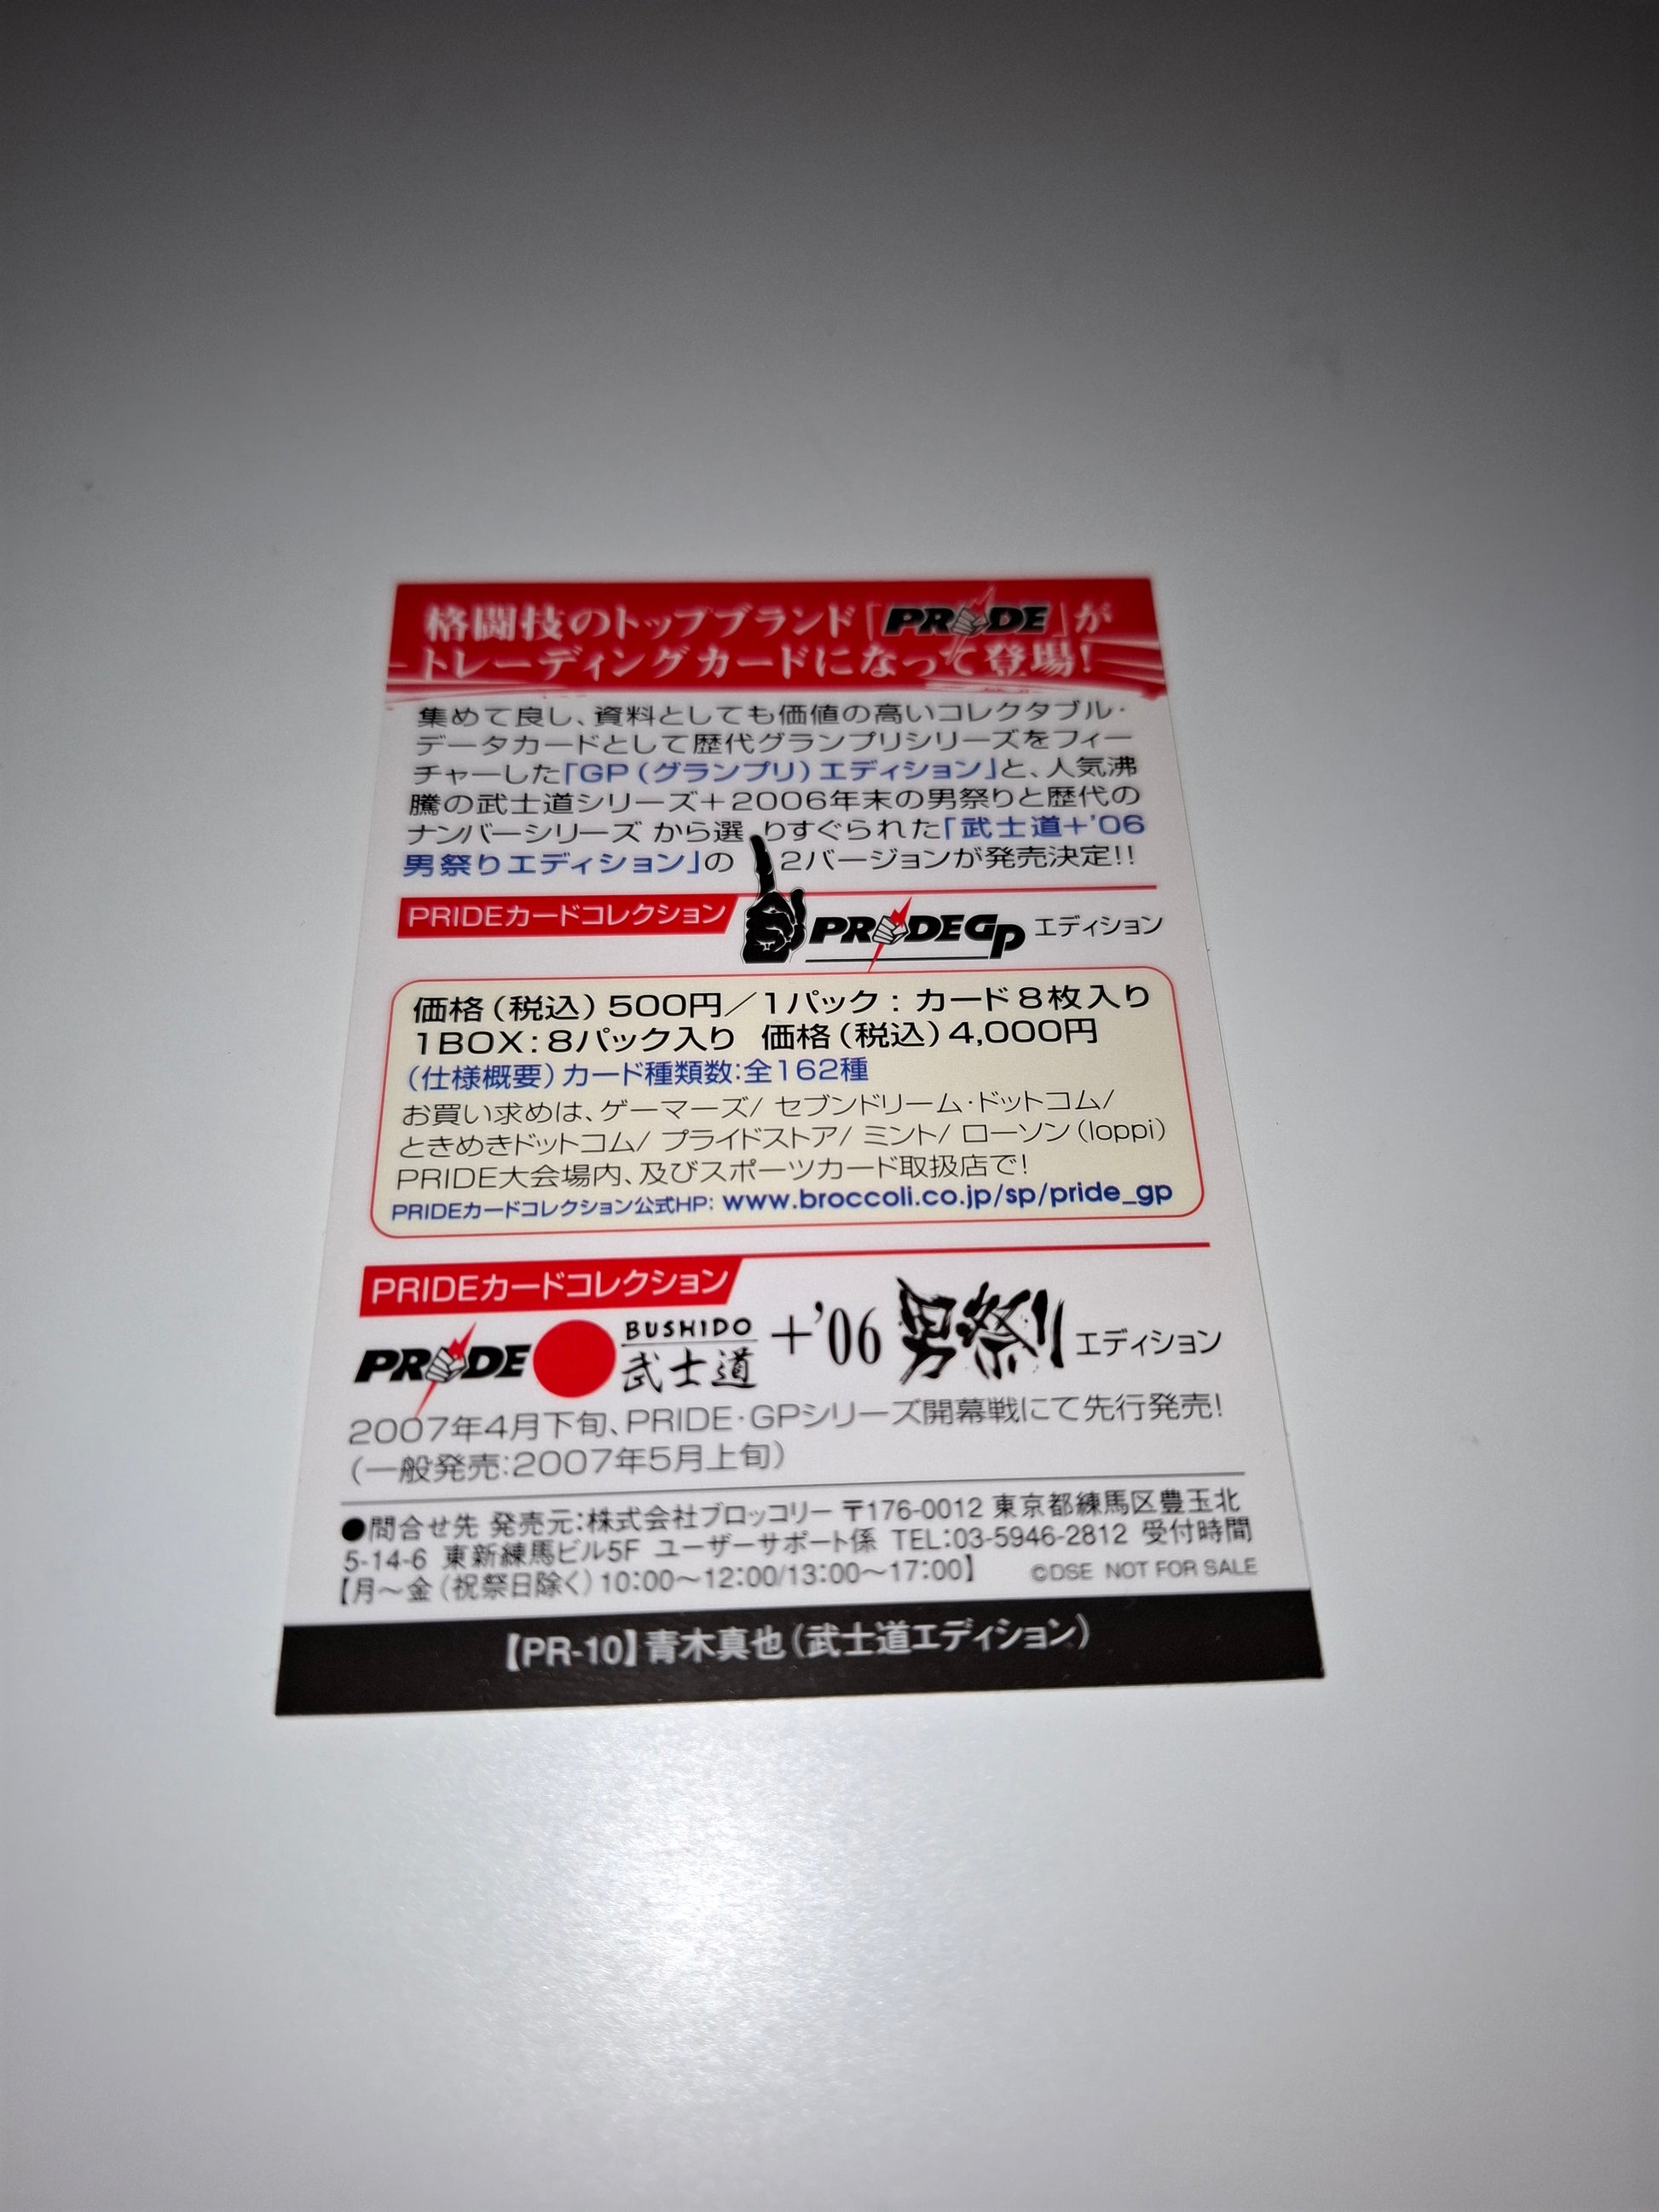 格闘技のトップブランド「PRIDE」が
トレーディングカードになって登場!
集めて良し、資料としても価値の高いコレクタブル・
データカードとして歴代グランプリシリーズをフィー
チャーした「GP(グランプリ)エディション」と、人気沸
騰の武士道シリーズ+2006年末の男祭りと歴代の
ナンバーシリーズ から選 りすぐられた「武士道+'06
男祭りエディション」の 2バージョンが発売決定!!
PRIDEカードコレクション PRIDE GP エディション
価格(税込)500円/1パック:カード8枚入り
1BOX:8パック入り 価格(税込)4,000円
(仕様概要)カード種類数:全162種
お買い求めは、ゲーマーズ/ セブンドリーム・ドットコム/
ときめきドットコム/ プライドストア/ ミント/ ローソン(loppi)
PRIDE大会場内、及びスポーツカード取扱店で!
PRIDEカードコレクション公式HP: www.broccoli.co.jp/sp/pride_gp
PRIDEカードコレクション
PRIDE BUSHIDO 武士道 +'06 男祭り エディション
2007年4月下旬、PRIDE・GPシリーズ開幕戦にて先行発売!
(一般発売:2007年5月上旬)
●問合せ先 発売元:株式会社ブロッコリー 〒176-0012 東京都練馬区豊玉北
5-14-6 東新練馬ビル5F ユーザーサポート係 TEL:03-5946-2812 受付時間
【月～金(祝祭日除く)10:00～12:00/13:00～17:00】 ©DSE NOT FOR SALE
【PR-10】青木真也(武士道エディション)